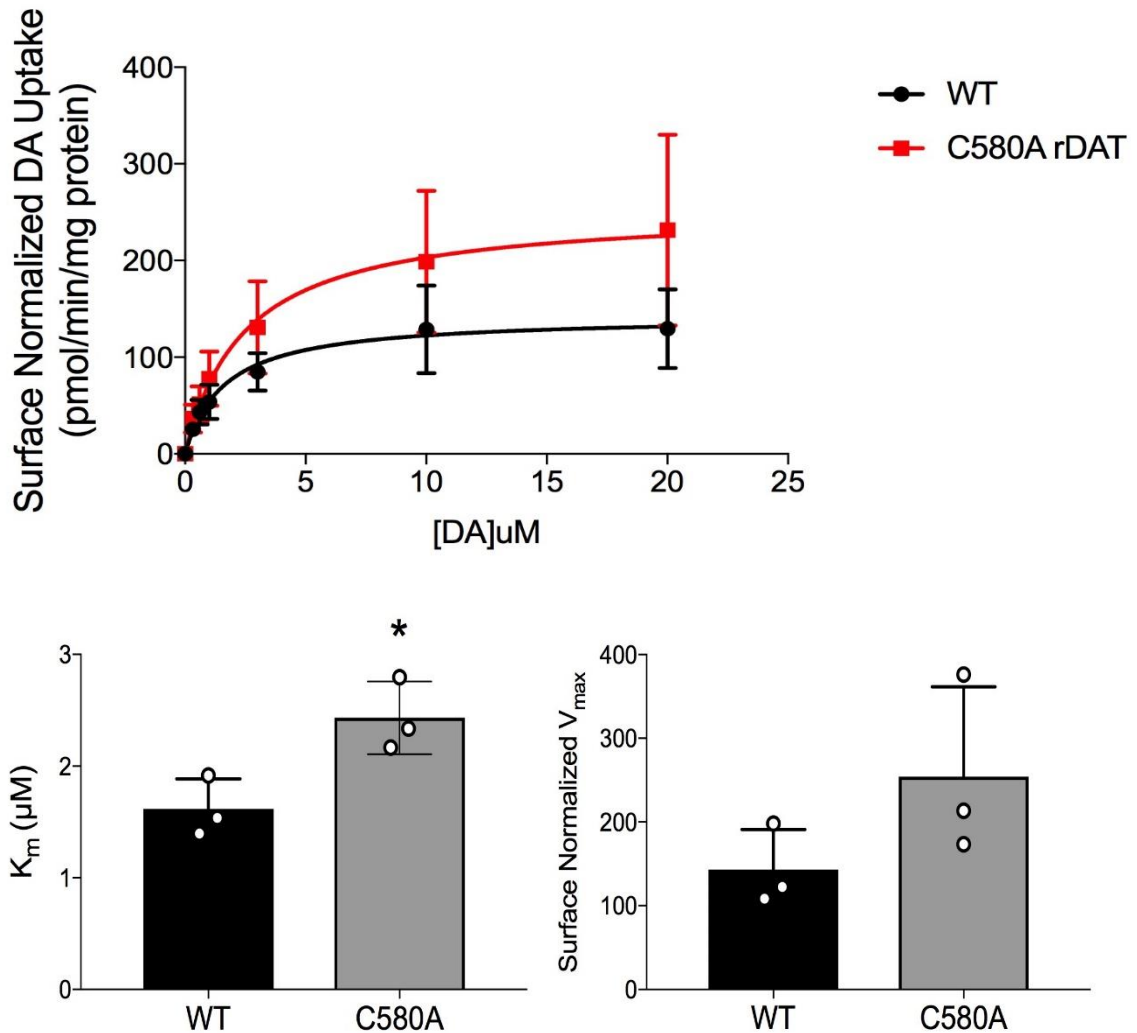 Surface Normalized DA Uptake
(pmol/min/mg protein)
400
300
200
100
0
0 5 10 15 20 25
[DA]uM
WT
C580A rDAT
*
K_m (µM)
3
2
1
0
WT C580A
Surface Normalized V_max
400
300
200
100
0
WT C580A